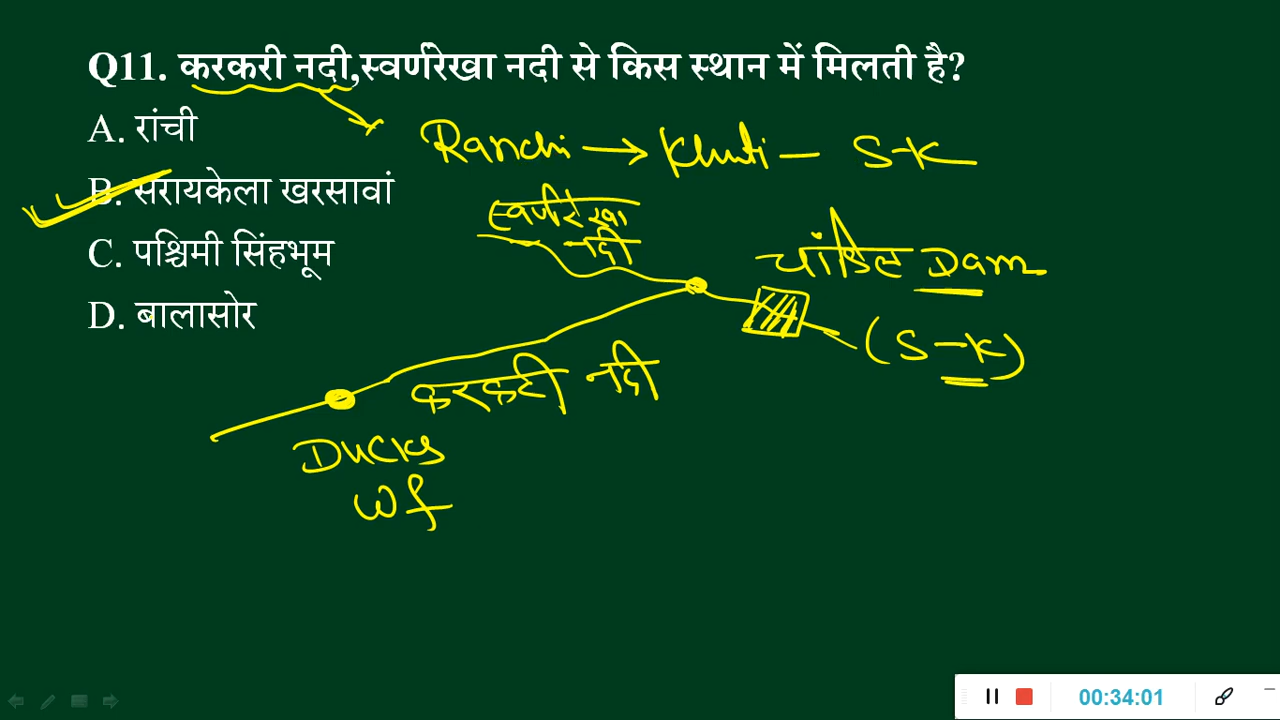 Q11. करकरी नदी,स्वर्णरेखा नदी से किस स्थान में मिलती है?
A. रांची
Ranchi → Khuti – S-K
B. सरायकेला खरसावां
स्वर्णरेखा
नदी
C. पश्चिमी सिंहभूम
चांडिल Dam
D. बालासोर
(S-K)
करकरी नदी
Ducks
wf
00:34:01